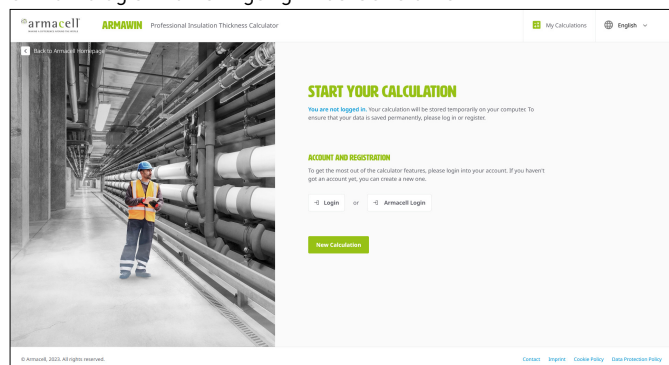 armacell
ARMAWIN Professional Insulation Thickness Calculator
My Calculations
English
Back to Armacell Homepage
START YOUR CALCULATION
You are not logged in. Your calculation will be stored temporarily on your computer. To
ensure that your data is saved permanently, please log in or register.
ACCOUNT AND REGISTRATION
To get the most out of the calculator features, please login into your account. If you haven't
got an account yet, you can create a new one.
Login or Armacell Login
New Calculation
© Armacell, 2023. All rights reserved.
Contact Imprint Cookie Policy Data Protection Policy